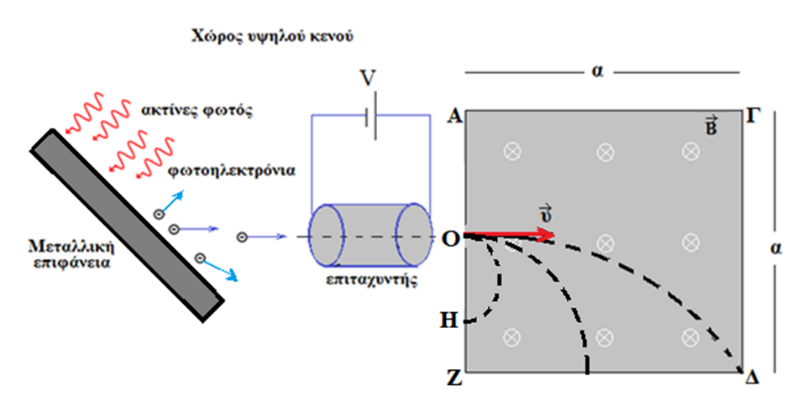 Χώρος υψηλού κενού
V
α
ακτίνες φωτός
Α
Γ
B⃗
φωτοηλεκτρόνια
υ⃗
Ο
Μεταλλική
επιφάνεια
α
επιταχυντής
Η
Ζ
Δ